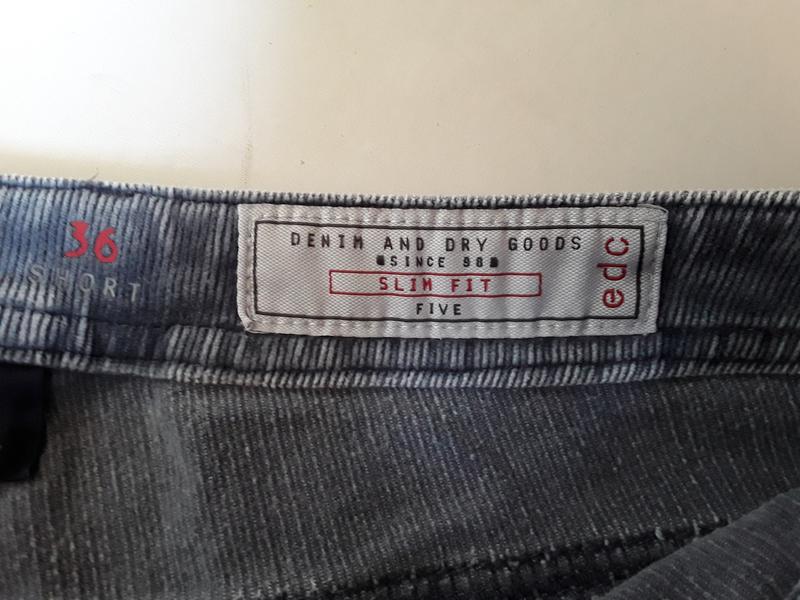 36
SHORT
DENIM AND DRY GOODS
SINCE 98
SLIM FIT
FIVE
edc